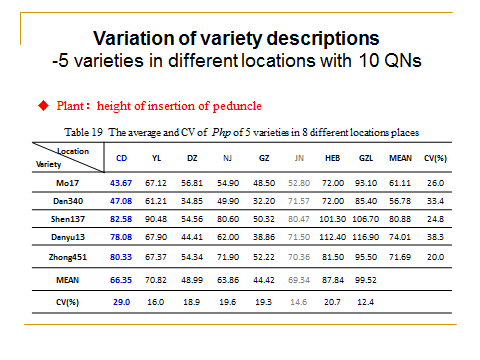 Variation of variety descriptions
-5 varieties in different locations with 10 QNs
Plant：height of insertion of peduncle
Table 19 The average and CV of Php of 5 varieties in 8 different locations places
Location Variety CD YL DZ NJ GZ JN HEB GZL MEAN CV(%)
Mo17 43.67 67.12 56.81 54.90 48.50 52.80 72.00 93.10 61.11 26.0
Dan340 47.08 61.21 34.85 49.90 32.20 71.57 72.00 85.40 56.78 33.4
Shen137 82.58 90.48 54.56 80.60 50.32 80.47 101.30 106.70 80.88 24.8
Danyu13 78.08 67.90 44.41 62.00 38.86 71.50 112.40 116.90 74.01 38.3
Zhong451 80.33 67.37 54.34 71.90 52.22 70.36 81.50 95.50 71.69 20.0
MEAN 66.35 70.82 48.99 63.86 44.42 69.34 87.84 99.52
CV(%) 29.0 16.0 18.9 19.6 19.3 14.6 20.7 12.4